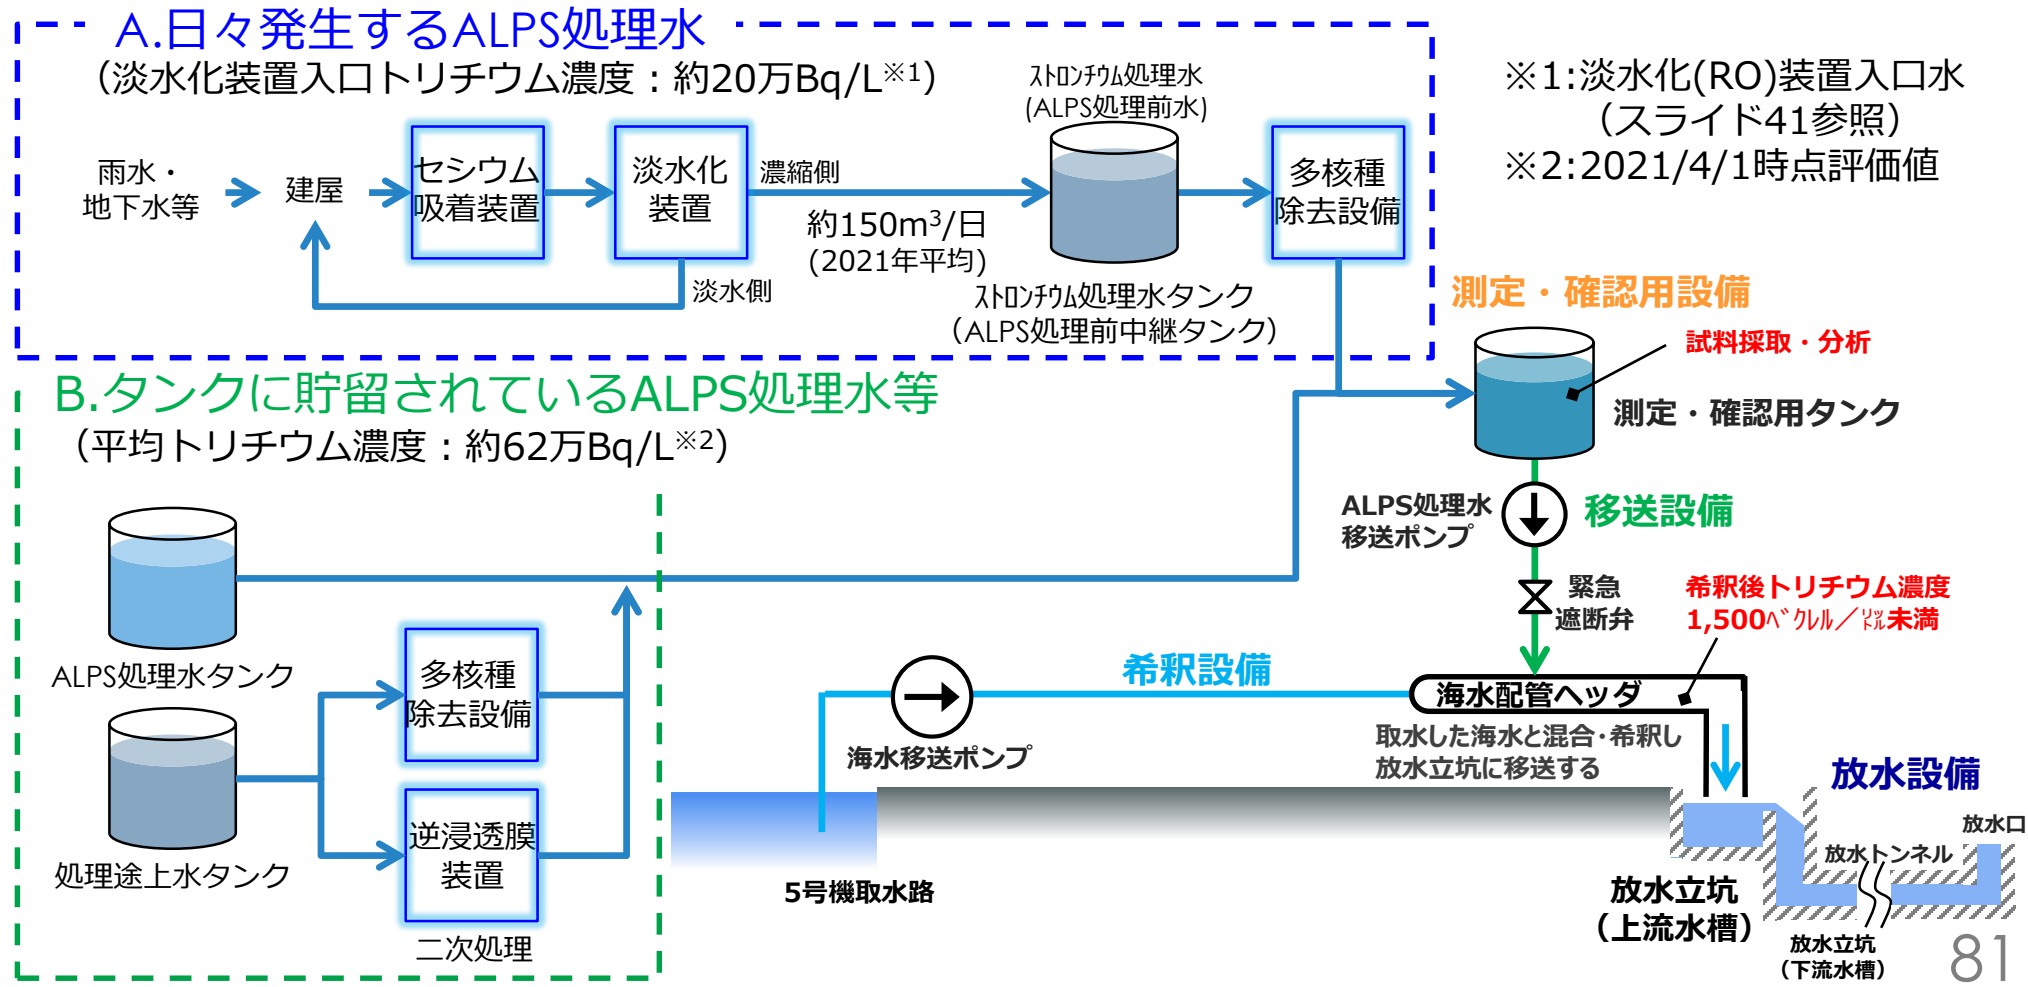 A.日々発生するALPS処理水
（淡水化装置入口トリチウム濃度：約20万Bq/L※1）
雨水・
地下水等
建屋
セシウム
吸着装置
淡水化
装置
濃縮側
約150m3/日
(2021年平均)
淡水側
ｽﾄﾛﾝﾁｳﾑ処理水
(ALPS処理前水)
ｽﾄﾛﾝﾁｳﾑ処理水タンク
（ALPS処理前中継タンク）
多核種
除去設備
※1:淡水化(RO)装置入口水
（スライド41参照）
※2:2021/4/1時点評価値
測定・確認用設備
試料採取・分析
測定・確認用タンク
B.タンクに貯留されているALPS処理水等
（平均トリチウム濃度：約62万Bq/L※2）
ALPS処理水タンク
処理途上水タンク
多核種
除去設備
逆浸透膜
装置
二次処理
ALPS処理水
移送ポンプ
移送設備
緊急
遮断弁
希釈後トリチウム濃度
1,500ﾍﾞｸﾚﾙ／㍑未満
希釈設備
海水移送ポンプ
海水配管ヘッダ
取水した海水と混合・希釈し
放水立坑に移送する
5号機取水路
放水設備
放水口
放水トンネル
放水立坑
（上流水槽）
放水立坑
（下流水槽）
81